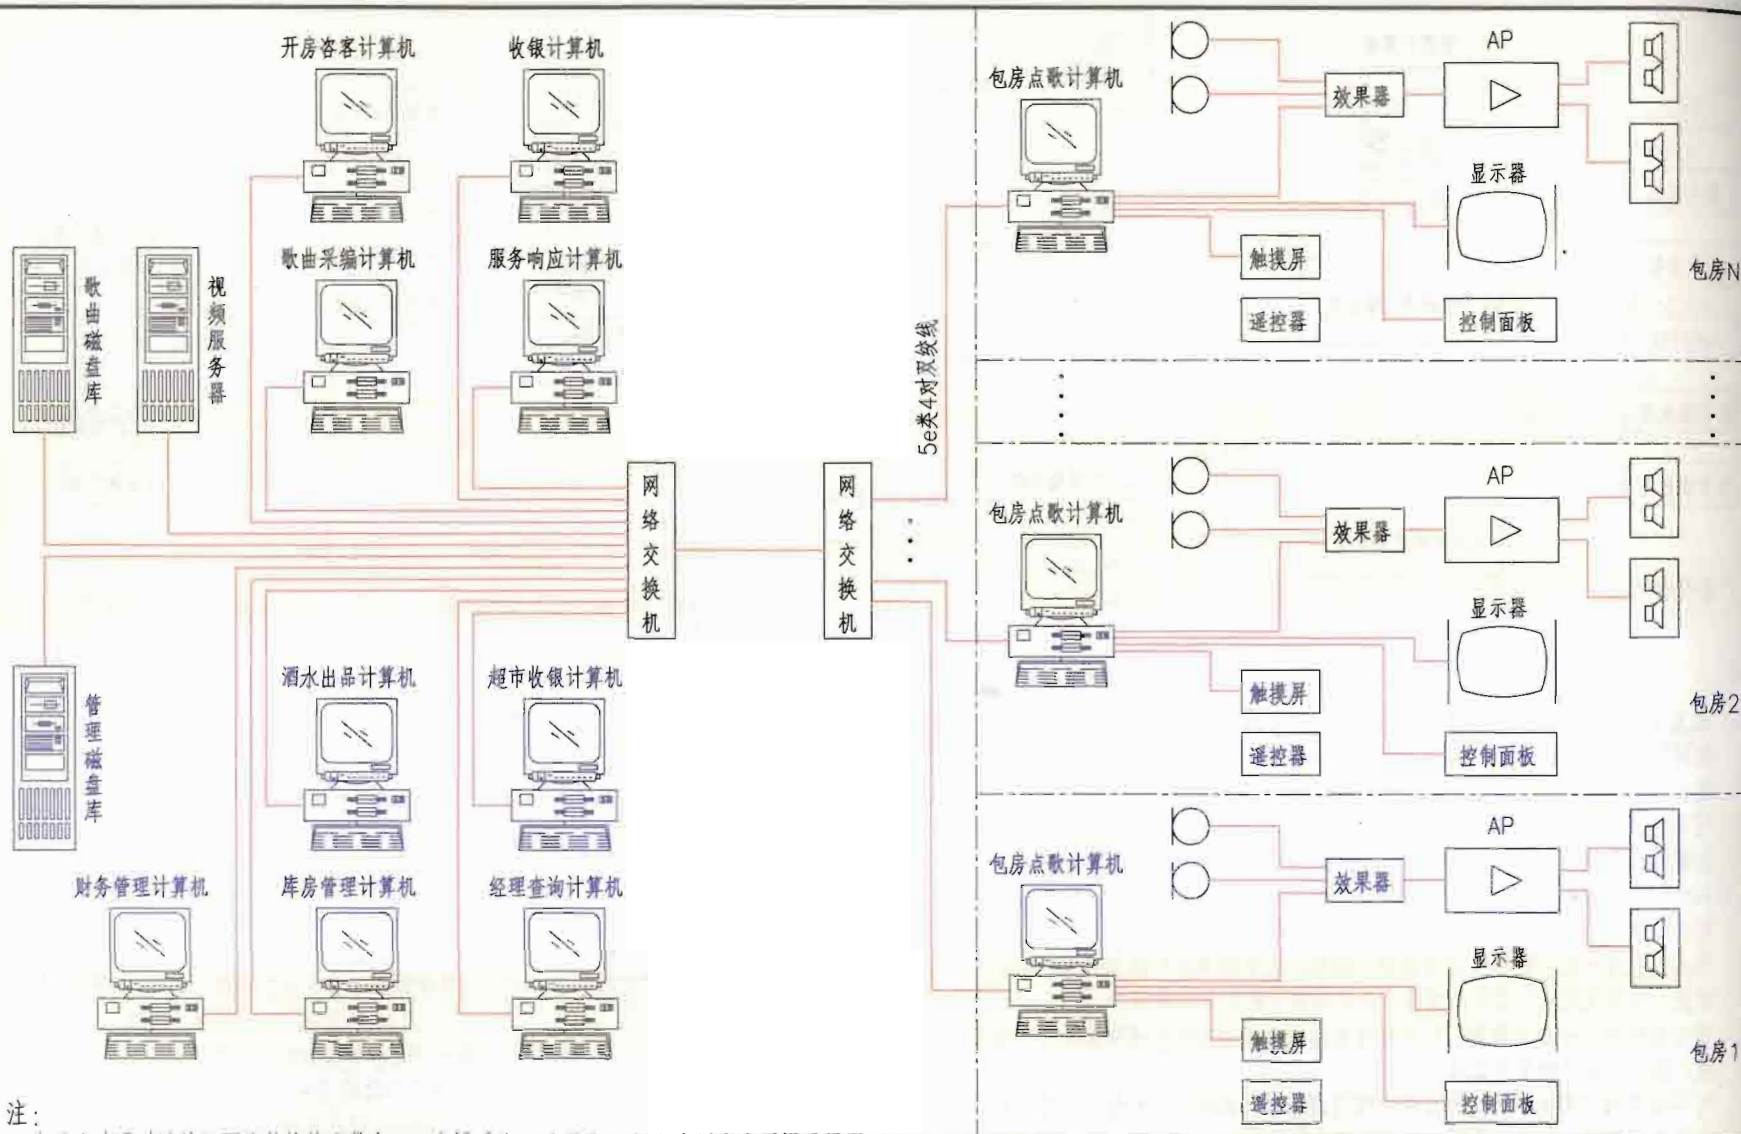 开房咨客计算机
收银计算机
歌曲采编计算机
服务响应计算机
歌曲磁盘库
视频服务器
网络交换机
网络交换机
5e类4对双绞线
管理磁盘库
酒水出品计算机
超市收银计算机
财务管理计算机
库房管理计算机
经理查询计算机
包房点歌计算机
效果器
AP
显示器
触摸屏
遥控器
控制面板
包房N
包房点歌计算机
效果器
AP
显示器
触摸屏
遥控器
控制面板
包房2
包房点歌计算机
效果器
AP
显示器
触摸屏
遥控器
控制面板
包房1
注: